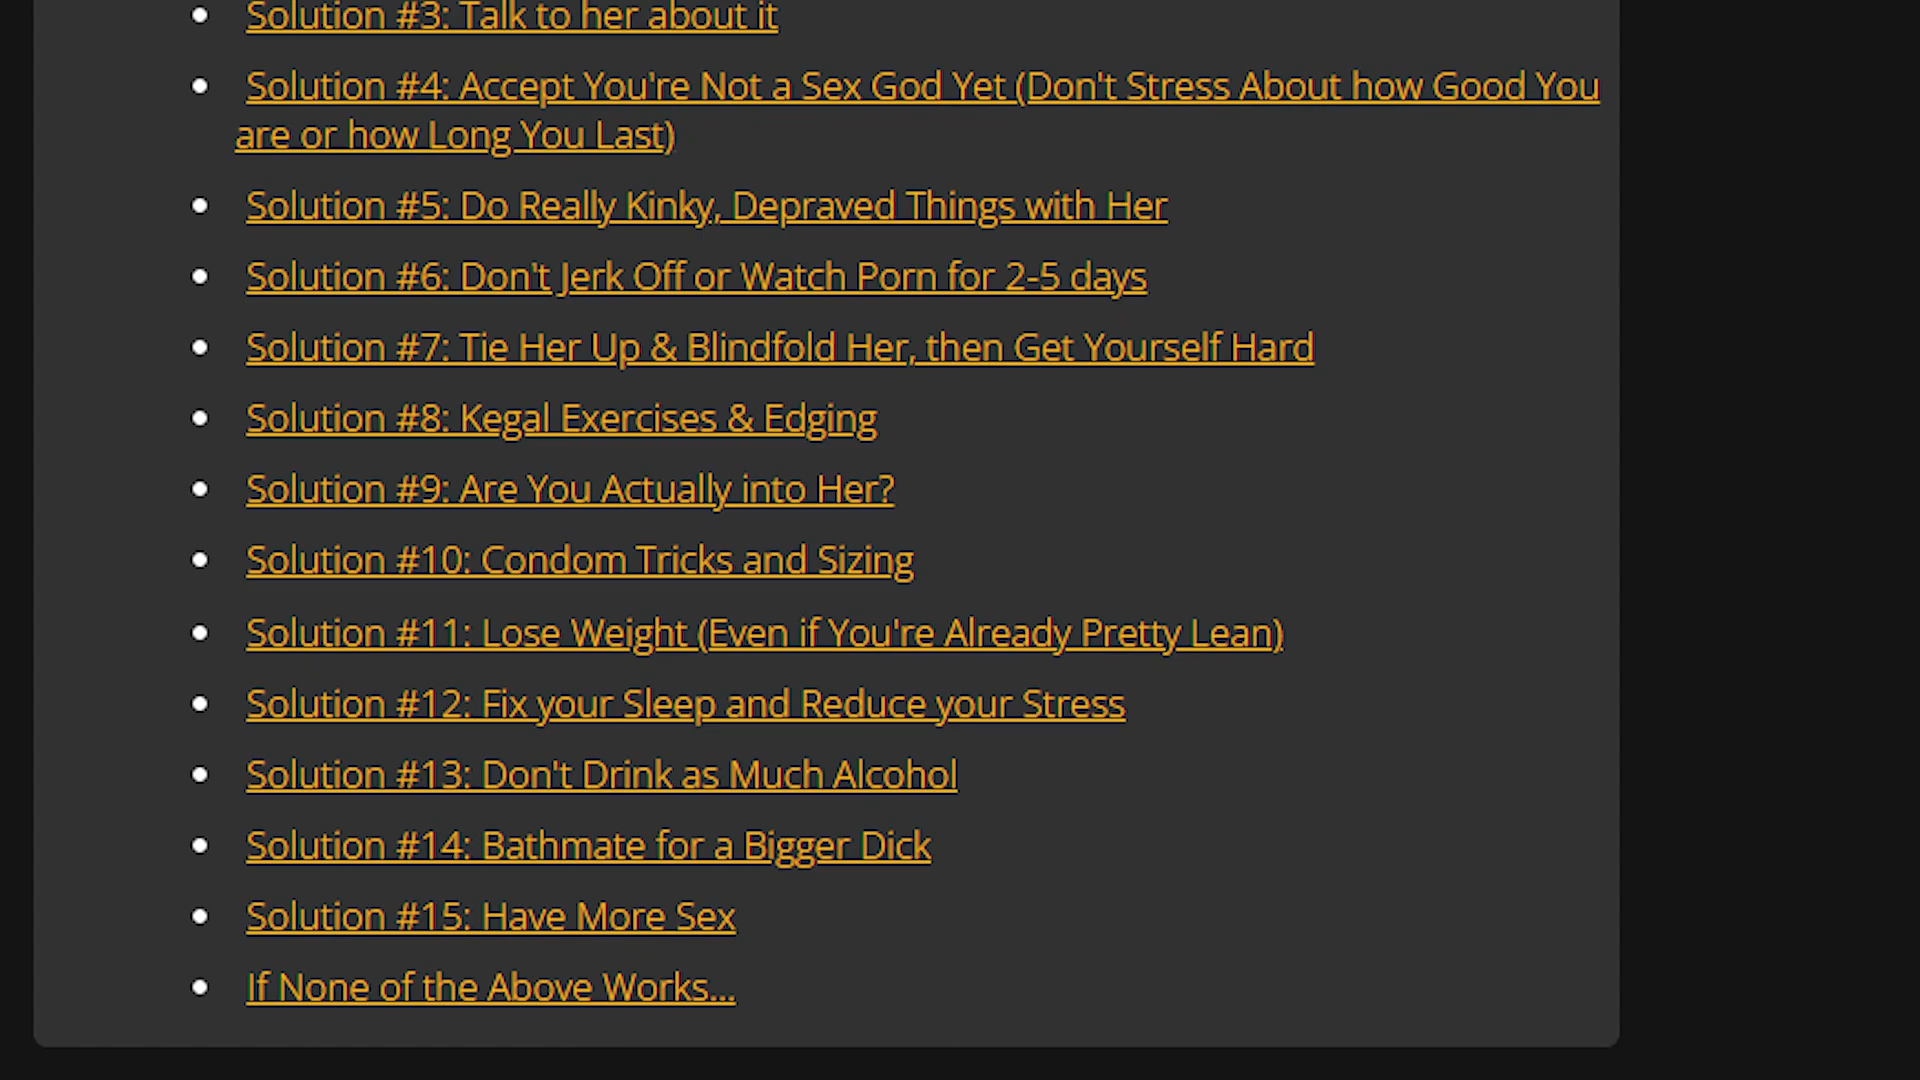 Solution #3: Talk to her about it
Solution #4: Accept You're Not a Sex God Yet (Don't Stress About how Good You
are or how Long You Last)
Solution #5: Do Really Kinky, Depraved Things with Her
Solution #6: Don't Jerk Off or Watch Porn for 2-5 days
Solution #7: Tie Her Up & Blindfold Her, then Get Yourself Hard
Solution #8: Kegal Exercises & Edging
Solution #9: Are You Actually into Her?
Solution #10: Condom Tricks and Sizing
Solution #11: Lose Weight (Even if You're Already Pretty Lean)
Solution #12: Fix your Sleep and Reduce your Stress
Solution #13: Don't Drink as Much Alcohol
Solution #14: Bathmate for a Bigger Dick
Solution #15: Have More Sex
If None of the Above Works...